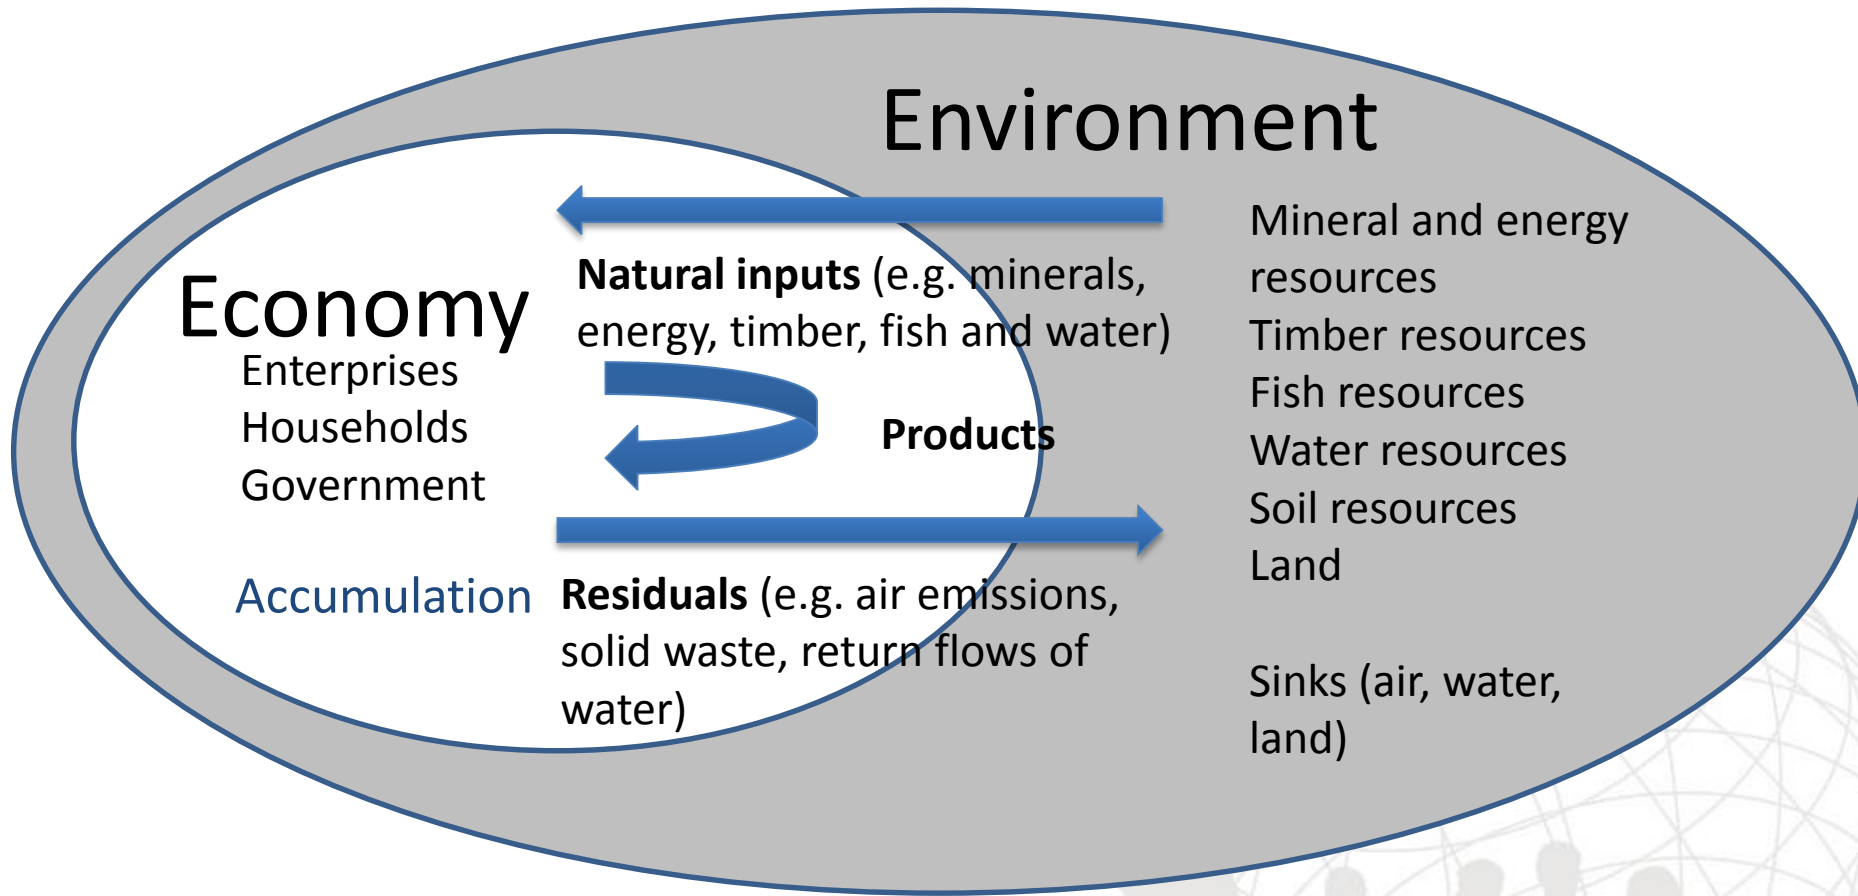 Environment
Economy
Enterprises
Households
Government
Accumulation
Natural inputs (e.g. minerals,
energy, timber, fish and water)
Products
Residuals (e.g. air emissions,
solid waste, return flows of
water)
Mineral and energy
resources
Timber resources
Fish resources
Water resources
Soil resources
Land
Sinks (air, water,
land)